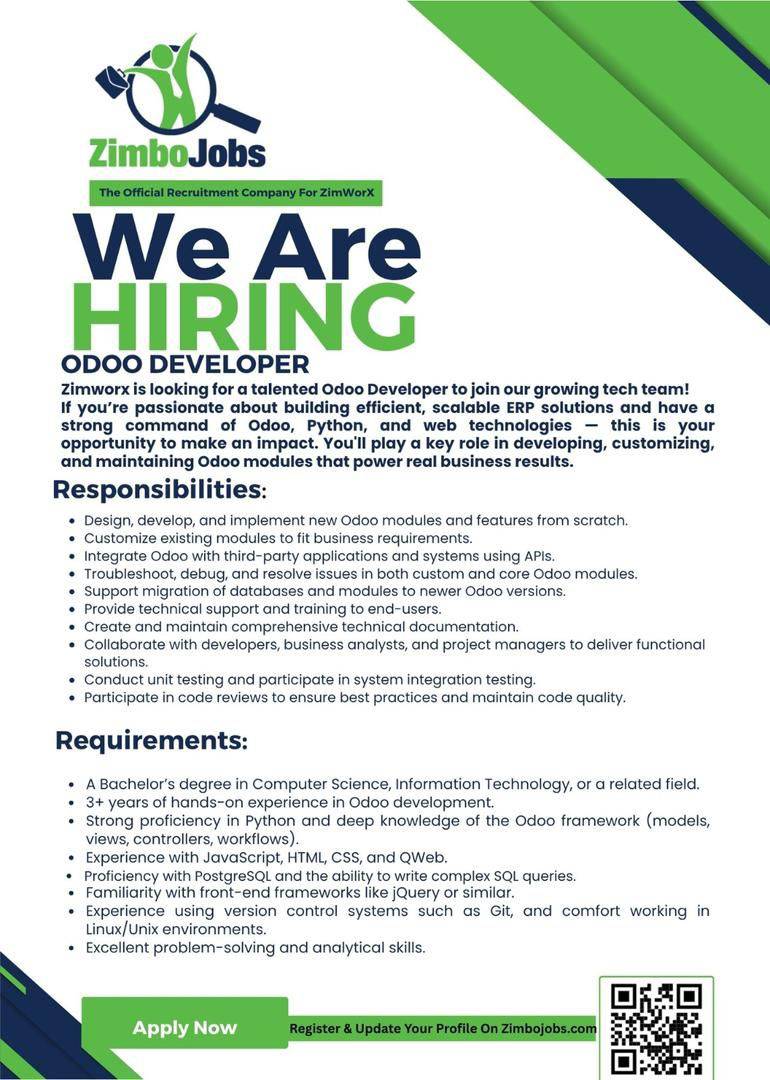 ZimboJobs
The Official Recruitment Company For ZimWorX
We Are
HIRING
ODOO DEVELOPER
Zimworx is looking for a talented Odoo Developer to join our growing tech team!
If you’re passionate about building efficient, scalable ERP solutions and have a
strong command of Odoo, Python, and web technologies — this is your
opportunity to make an impact. You'll play a key role in developing, customizing,
and maintaining Odoo modules that power real business results.
Responsibilities:
• Design, develop, and implement new Odoo modules and features from scratch.
• Customize existing modules to fit business requirements.
• Integrate Odoo with third-party applications and systems using APIs.
• Troubleshoot, debug, and resolve issues in both custom and core Odoo modules.
• Support migration of databases and modules to newer Odoo versions.
• Provide technical support and training to end-users.
• Create and maintain comprehensive technical documentation.
• Collaborate with developers, business analysts, and project managers to deliver functional
solutions.
• Conduct unit testing and participate in system integration testing.
• Participate in code reviews to ensure best practices and maintain code quality.
Requirements:
• A Bachelor’s degree in Computer Science, Information Technology, or a related field.
• 3+ years of hands-on experience in Odoo development.
• Strong proficiency in Python and deep knowledge of the Odoo framework (models,
views, controllers, workflows).
• Experience with JavaScript, HTML, CSS, and QWeb.
• Proficiency with PostgreSQL and the ability to write complex SQL queries.
• Familiarity with front-end frameworks like jQuery or similar.
• Experience using version control systems such as Git, and comfort working in
Linux/Unix environments.
• Excellent problem-solving and analytical skills.
Apply Now
Register & Update Your Profile On Zimbojobs.com